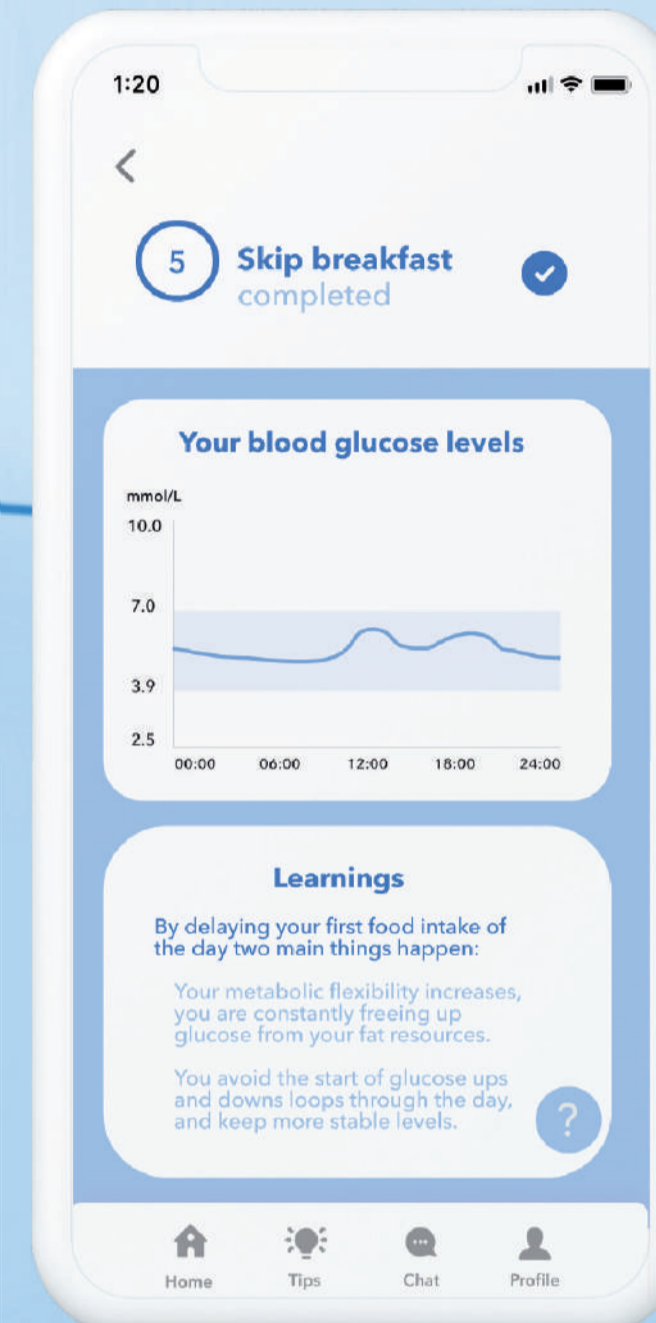 1:20
5
Skip breakfast
completed
Your blood glucose levels
mmol/L
10.0
7.0
3.9
2.5
00:00 06:00 12:00 18:00 24:00
Learnings
By delaying your first food intake of
the day two main things happen:
Your metabolic flexibility increases,
you are constantly freeing up
glucose from your fat resources.
You avoid the start of glucose ups
and downs loops through the day,
and keep more stable levels.
?
Home Tips Chat Profile